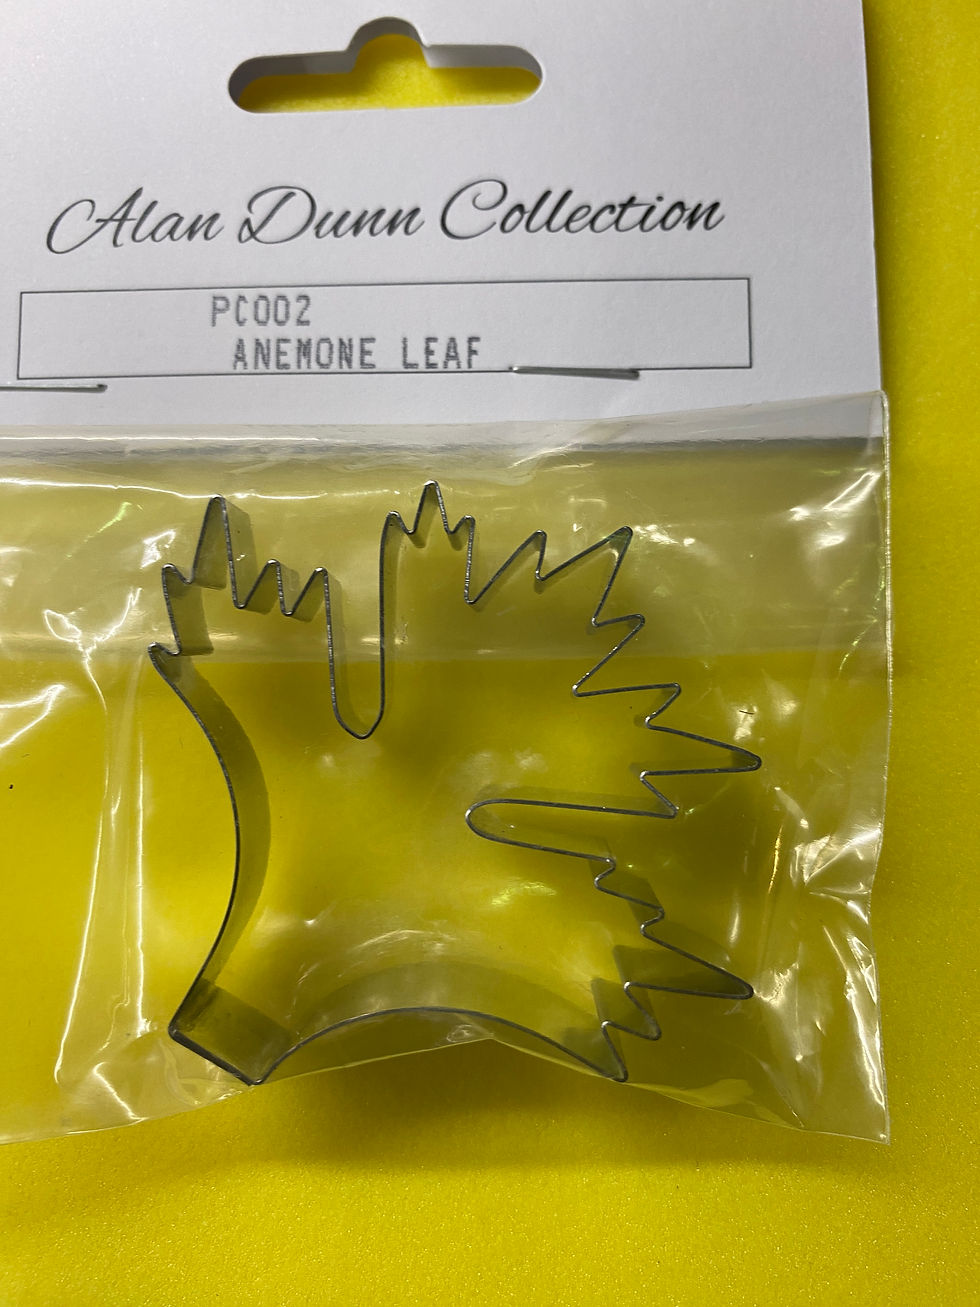 Alan Dunn Collection
PC002
ANEMONE LEAF